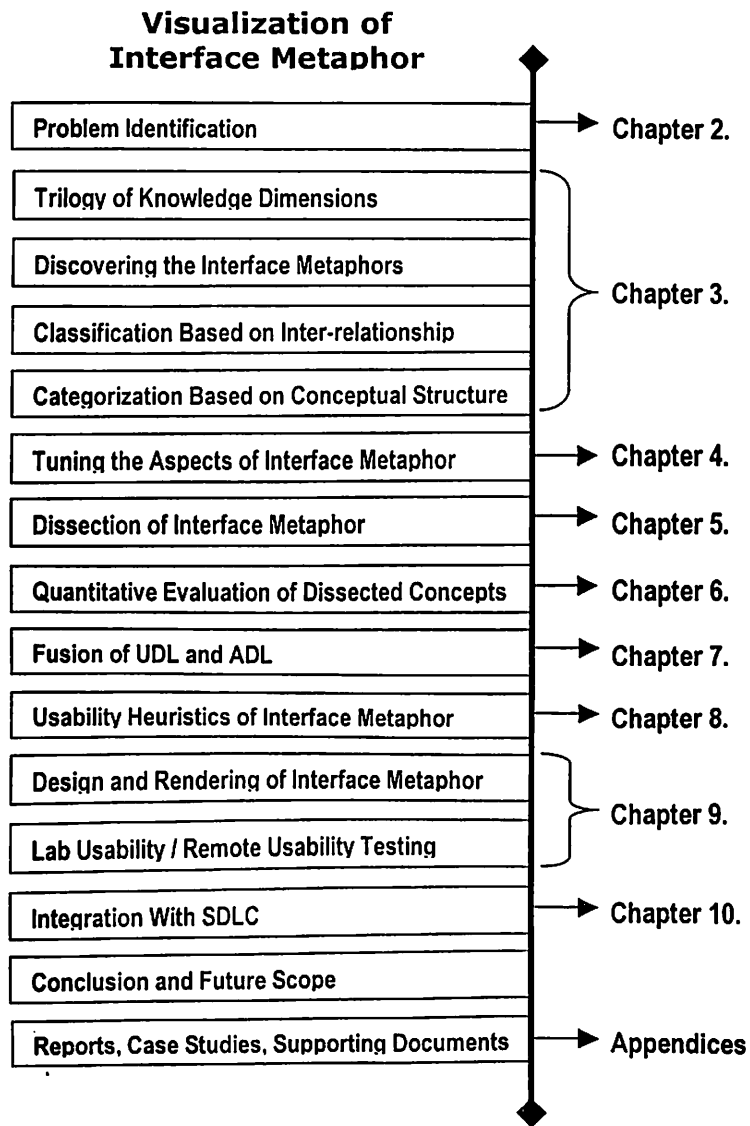 Visualization of
Interface Metaphor
Problem Identification
Chapter 2.
Trilogy of Knowledge Dimensions
Discovering the Interface Metaphors
Chapter 3.
Classification Based on Inter-relationship
Categorization Based on Conceptual Structure
Tuning the Aspects of Interface Metaphor
Chapter 4.
Dissection of Interface Metaphor
Chapter 5.
Quantitative Evaluation of Dissected Concepts
Chapter 6.
Fusion of UDL and ADL
Chapter 7.
Usability Heuristics of Interface Metaphor
Chapter 8.
Design and Rendering of Interface Metaphor
Chapter 9.
Lab Usability / Remote Usability Testing
Integration With SDLC
Chapter 10.
Conclusion and Future Scope
Reports, Case Studies, Supporting Documents
Appendices